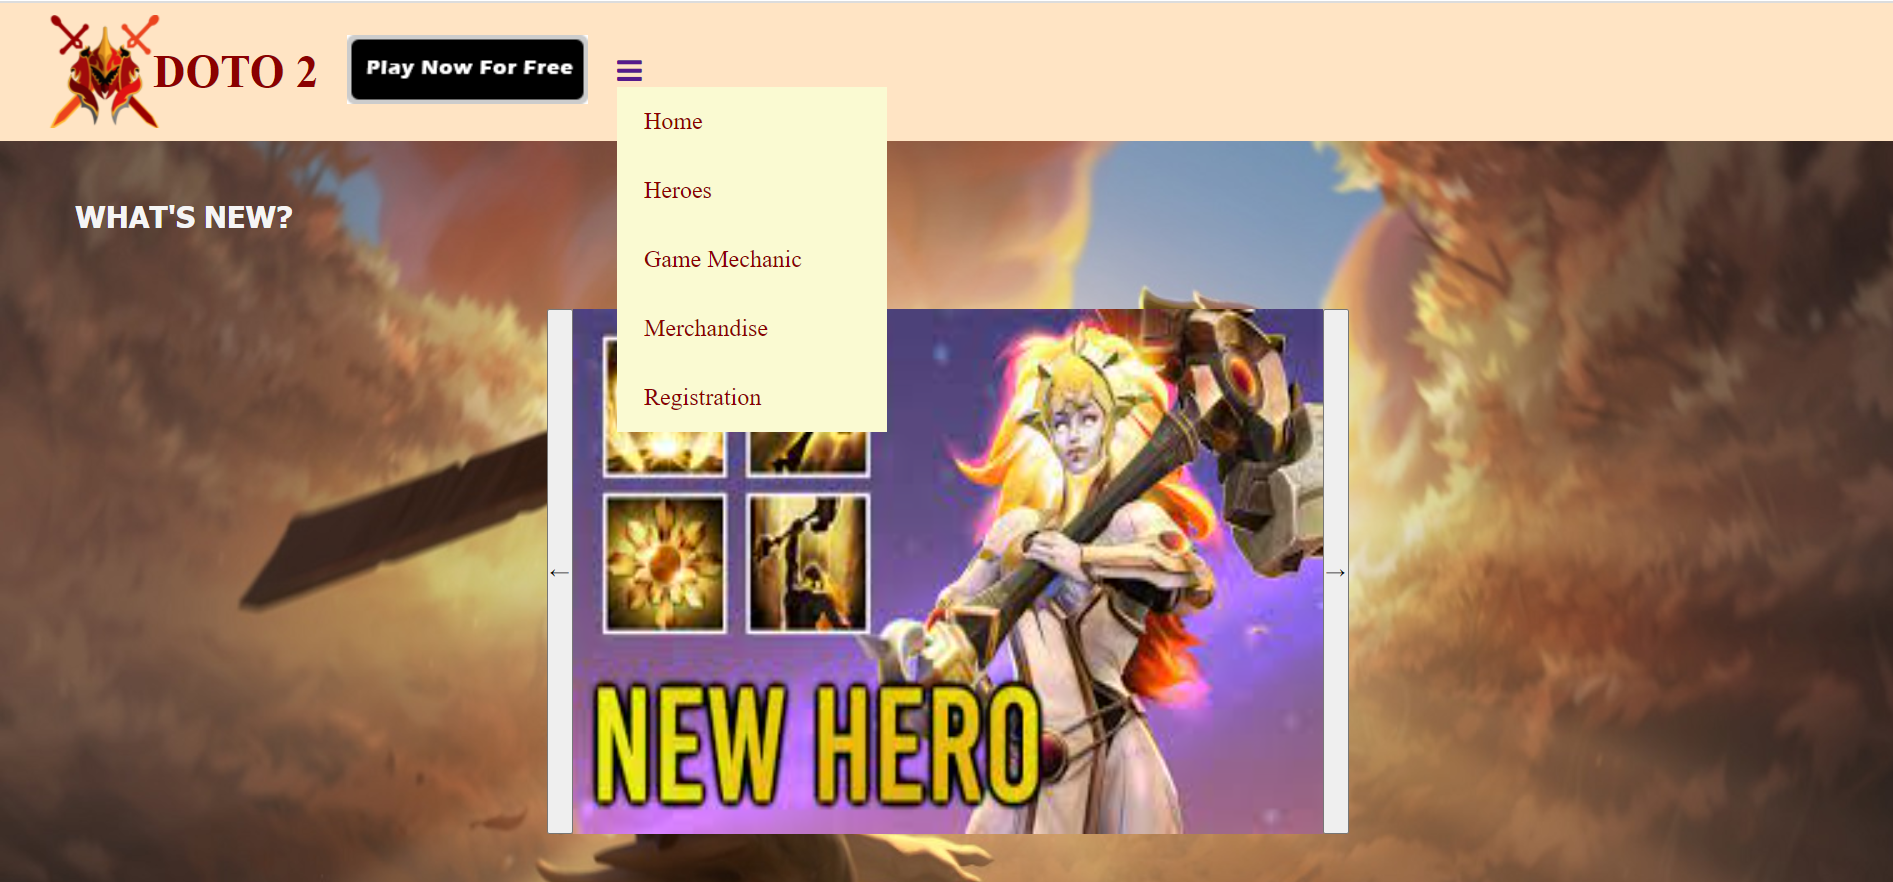 DOTO 2
Play Now For Free
Home
Heroes
Game Mechanic
Merchandise
Registration
WHAT'S NEW?
←
→
NEW HERO